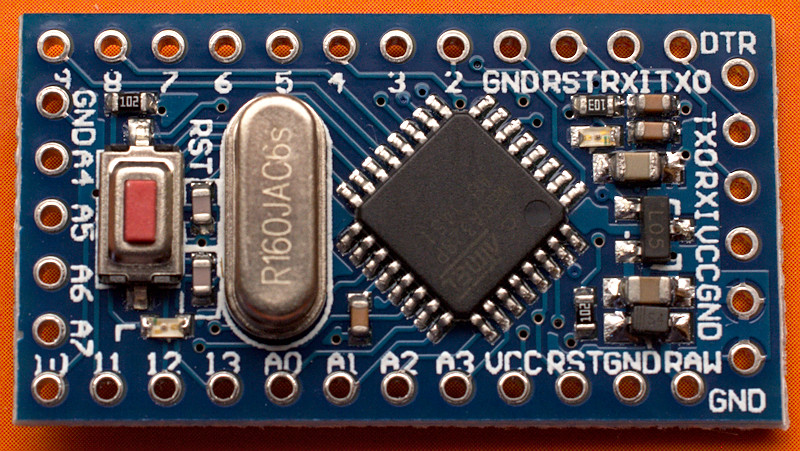 DTR
9 8 7 6 5 4 3 2 GND RST RXI TXO
102
103
GND
A4
A5
A6
A7
RST
R160JAC6s
ATMEL
L05
102
TXO
RXI
VCC
GND
L
10 11 12 13 A0 A1 A2 A3 VCC RST GND RAW
GND